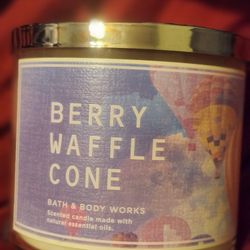 BERRY
WAFFLE
CONE
BATH & BODY WORKS
Scented candle made with
natural essential oils.